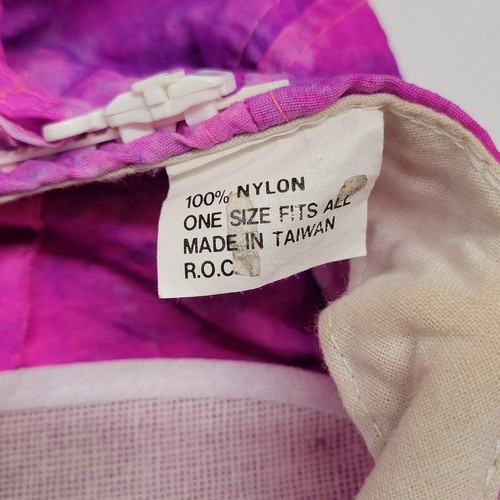 100% NYLON
ONE SIZE FITS ALL
MADE IN TAIWAN
R.O.C.